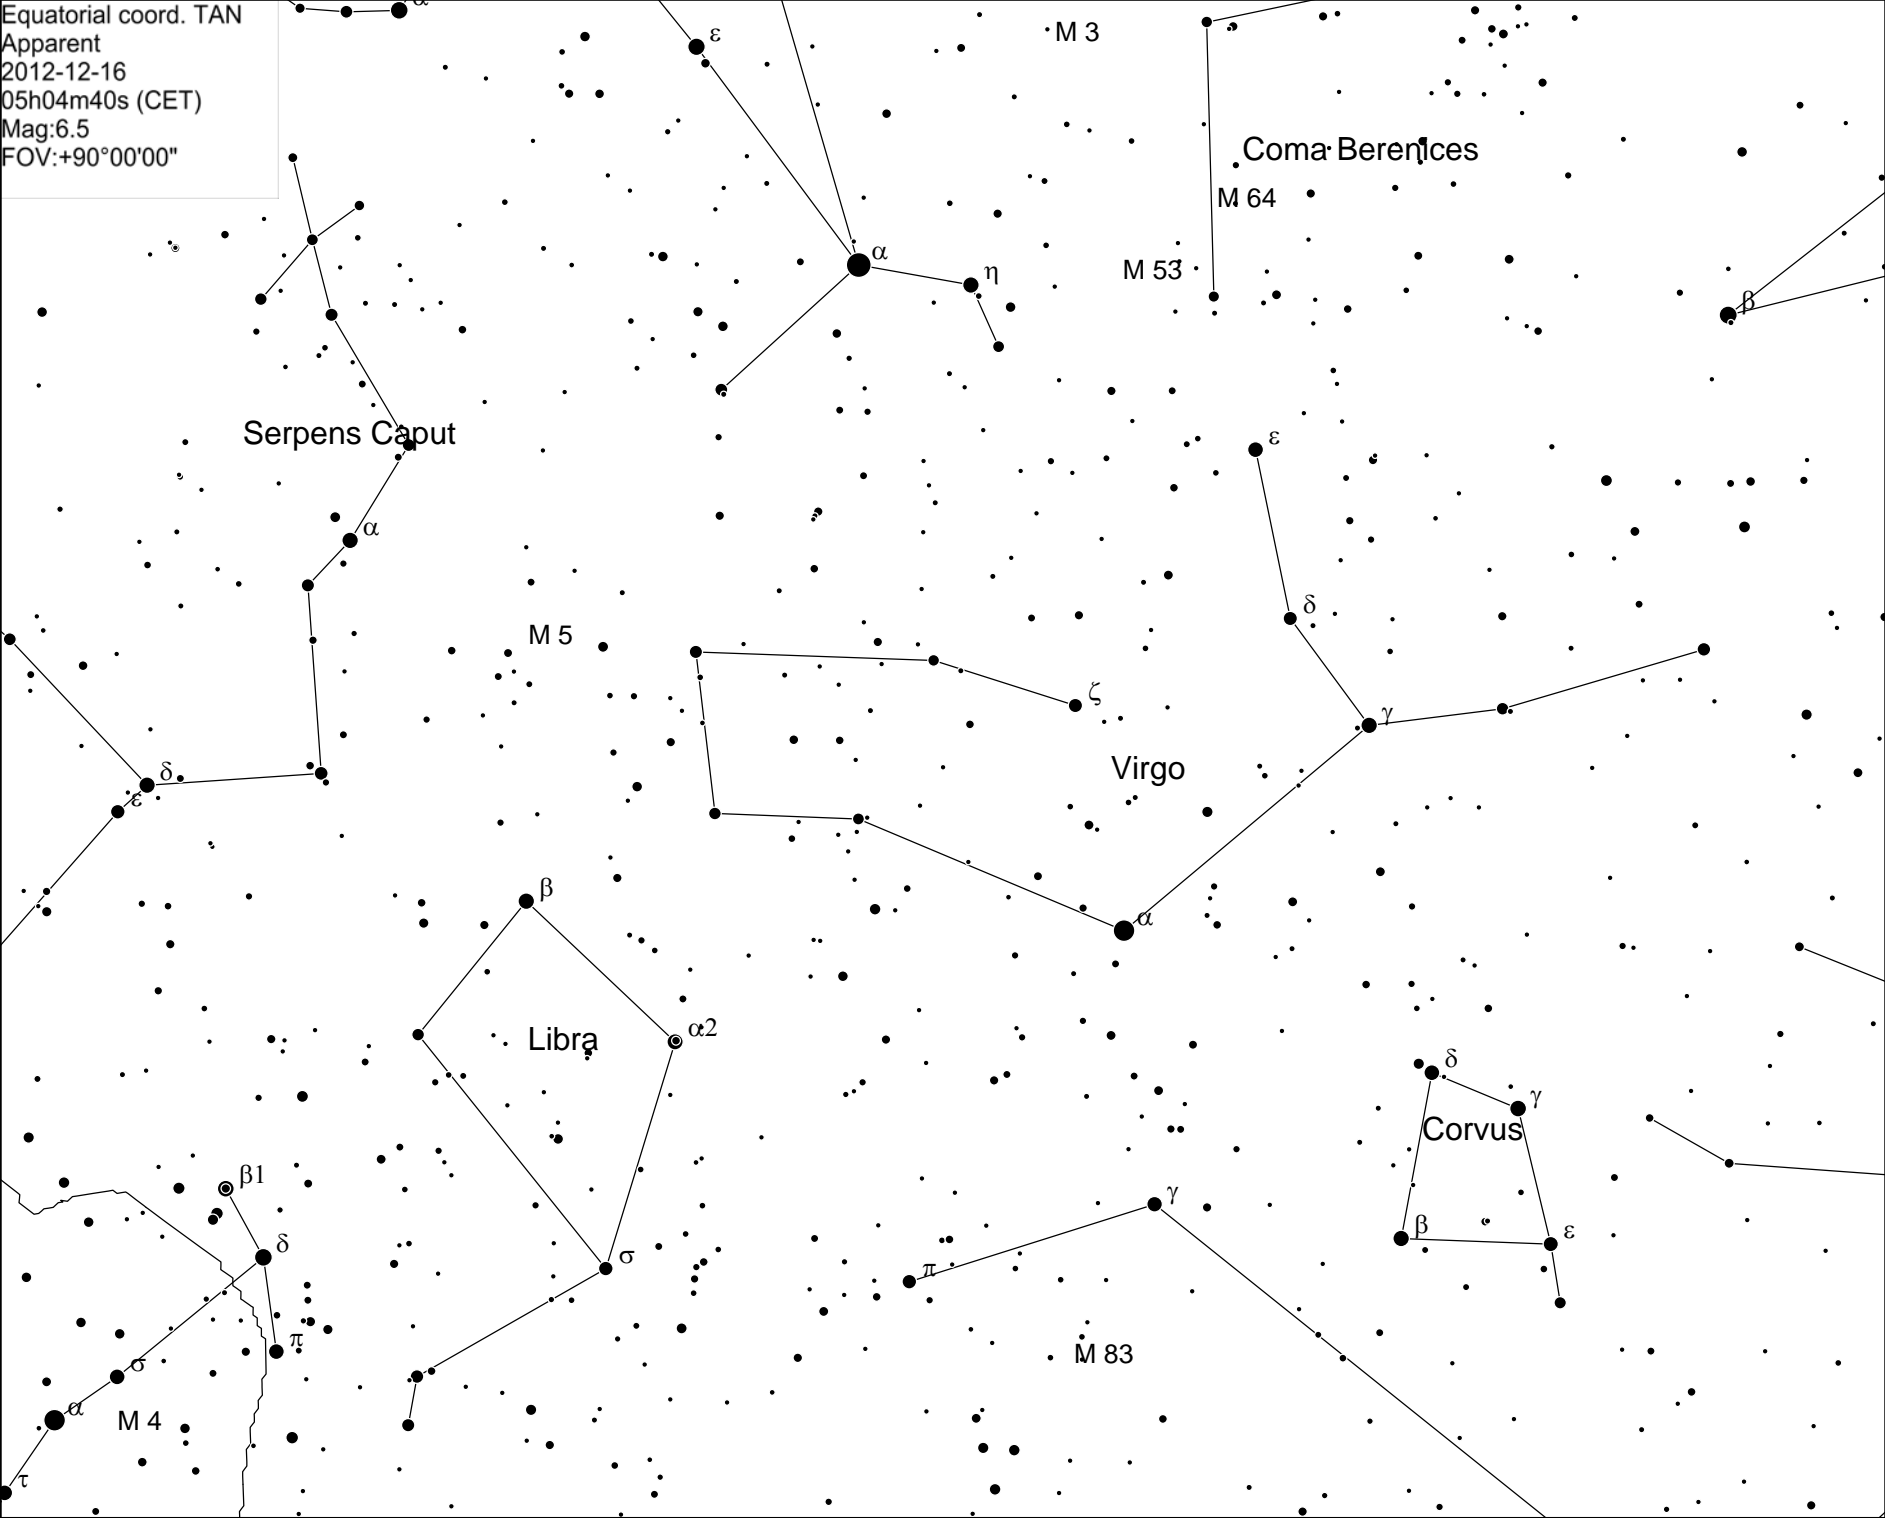 Equatorial coord. TAN
Apparent
2012-12-16
05h04m40s (CET)
Mag:6.5
FOV:+90°00'00"
α
ε
M 3
Coma Berenices
M 64
α
M 53
η
β
Serpens Caput
ε
α
δ
M 5
ζ
γ
Virgo
δ
ε
β
α
α2
Libra
δ
γ
Corvus
β1
γ
β
ε
δ
σ
π
π
M 83
σ
α
M 4
τ